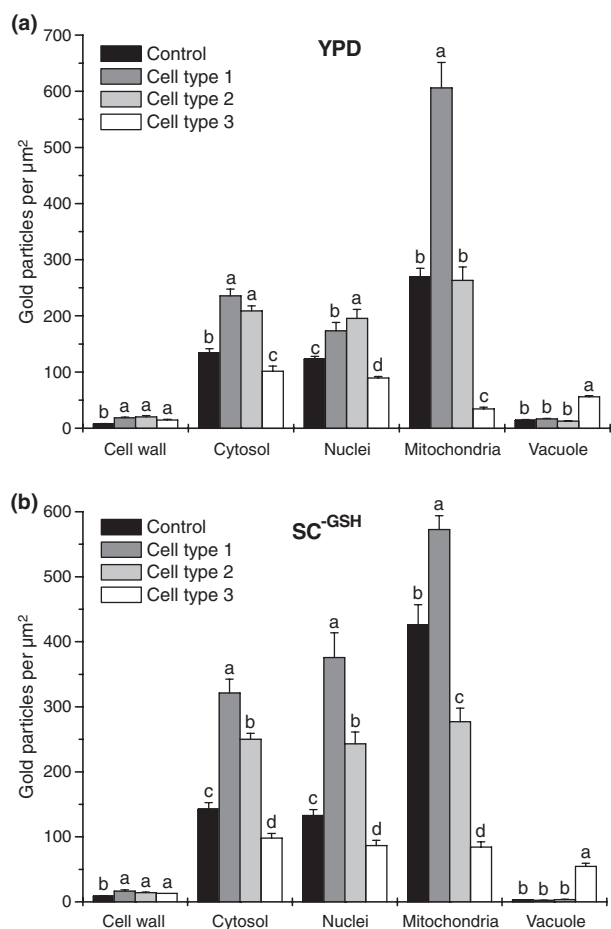 (a)
YPD
Control
Cell type 1
Cell type 2
Cell type 3
Gold particles per µm²
700
600
500
400
300
200
100
0
b a a a
b a a c
c b a d
b a b c
b b b a
Cell wall Cytosol Nuclei Mitochondria Vacuole
(b)
SC-GSH
Control
Cell type 1
Cell type 2
Cell type 3
Gold particles per µm²
600
500
400
300
200
100
0
b a a a
c a b d
c a b d
b a c d
b b b a
Cell wall Cytosol Nuclei Mitochondria Vacuole